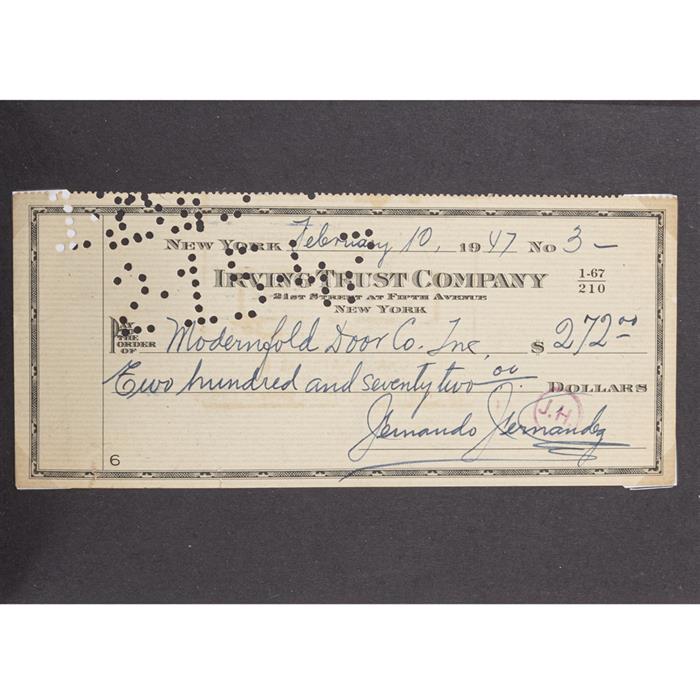 New York February 10, 1947 No 3-
Irving Trust Company
1-67
210
21st Street at Fifth Avenue
New York
Pay to the order of Modernfold Door Co. Inc. $ 272.00
Two hundred and seventy two 00 Dollars
J.H.
6